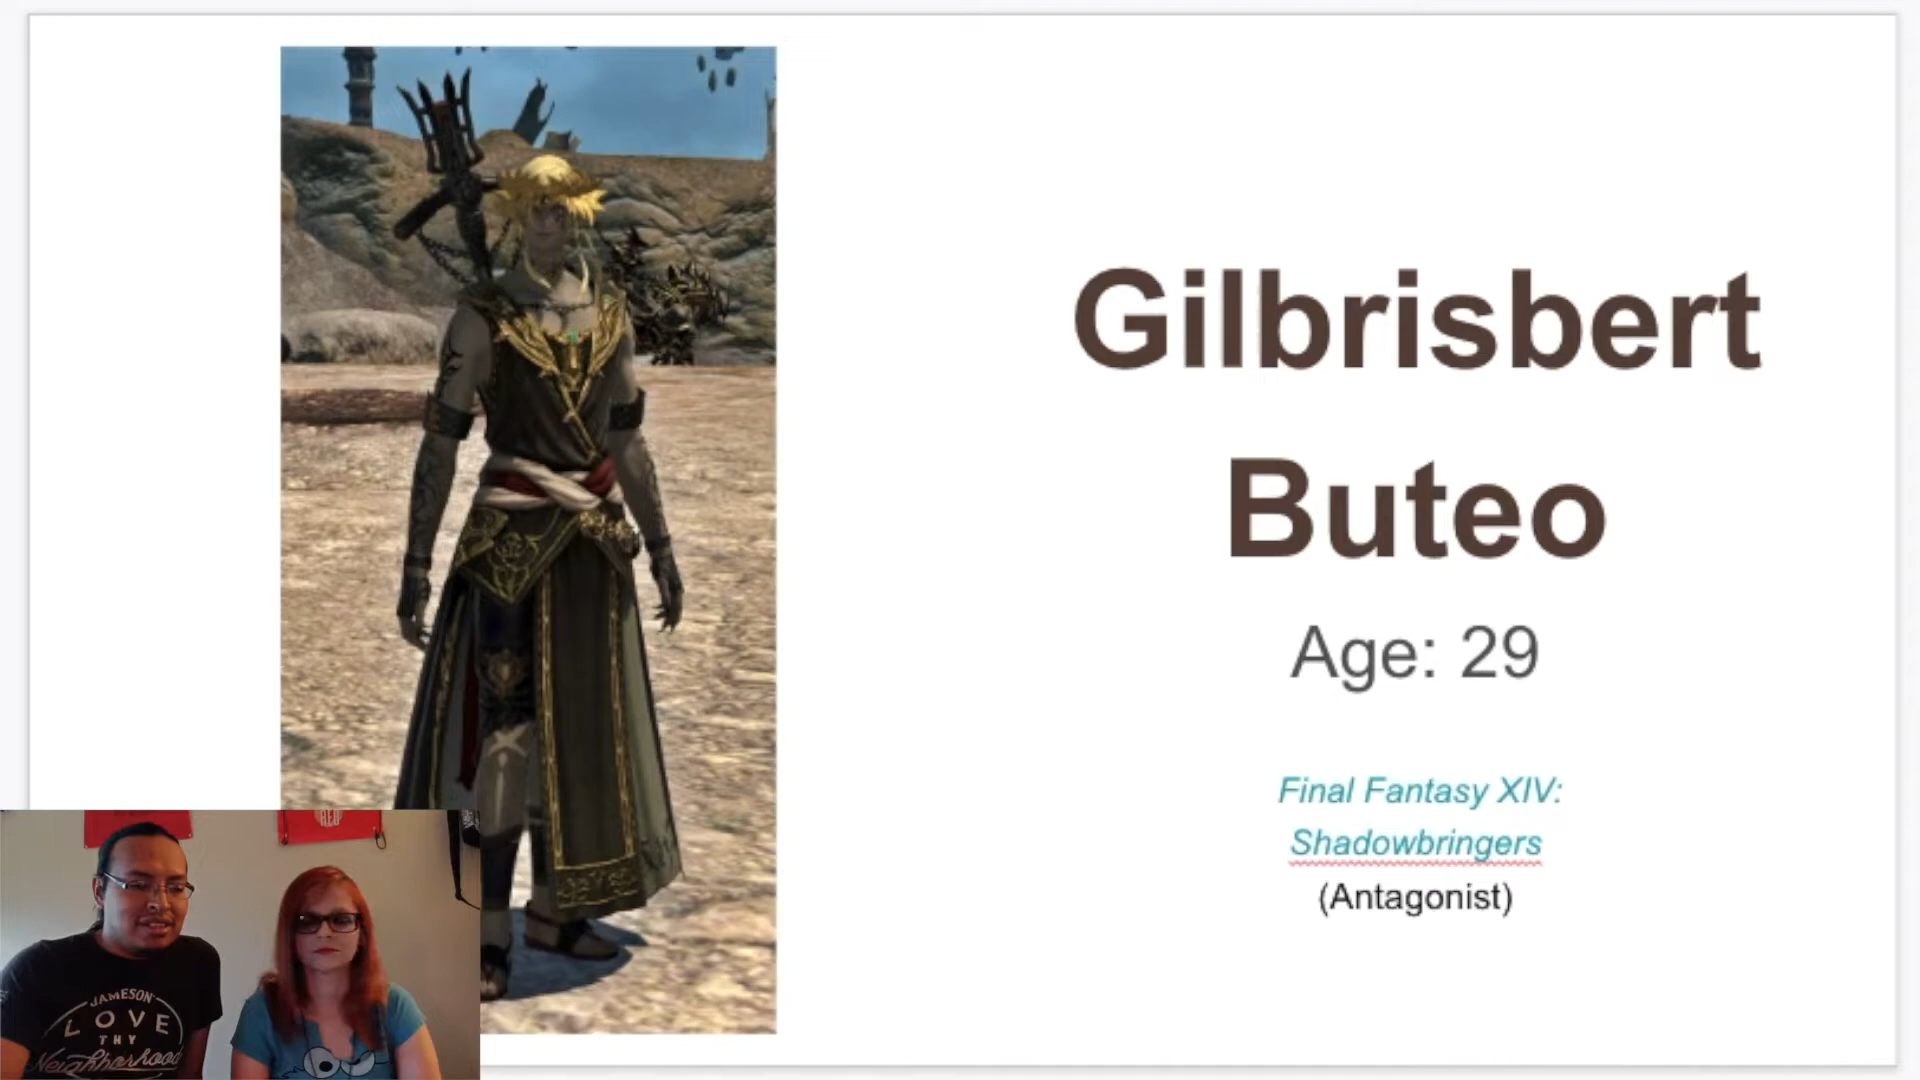 Gilbrisbert
Buteo
Age: 29
Final Fantasy XIV:
Shadowbringers
(Antagonist)
JAMESON
LOVE
THY
Neighborhood